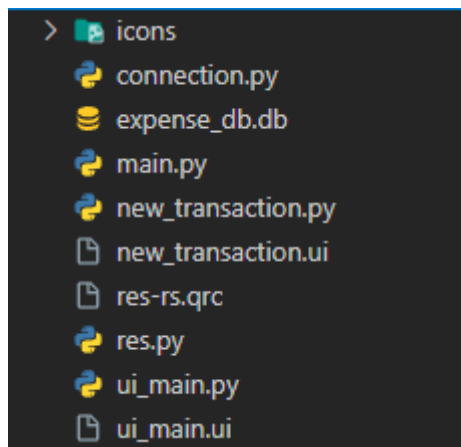 icons
connection.py
expense_db.db
main.py
new_transaction.py
new_transaction.ui
res-rs.qrc
res.py
ui_main.py
ui_main.ui